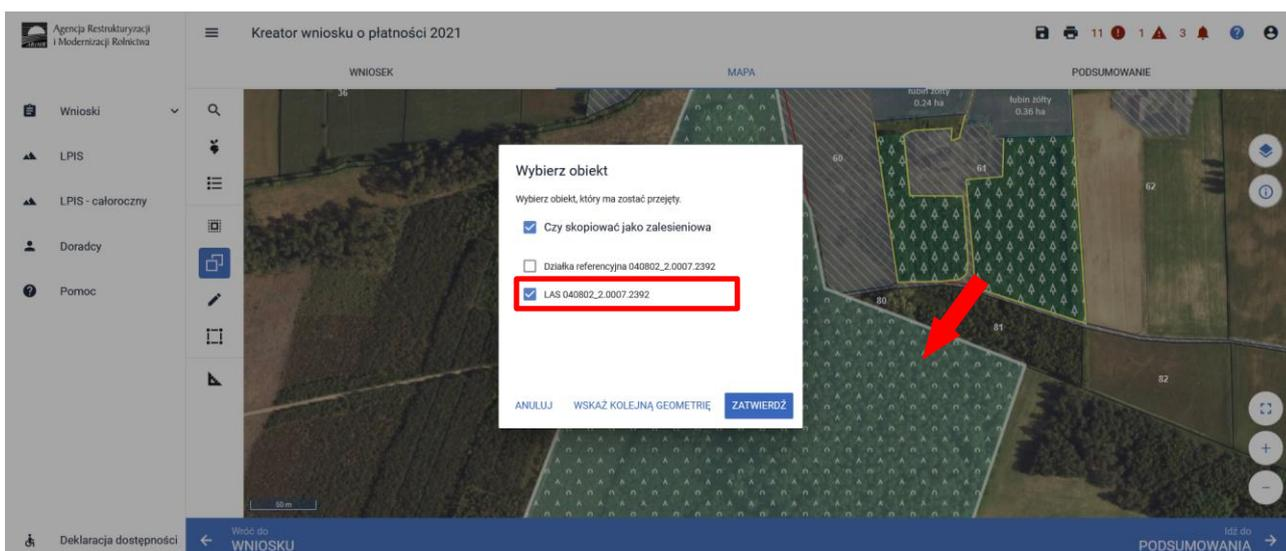 Agencja Restrukturyzacji
i Modernizacji Rolnictwa
Kreator wniosku o płatności 2021
11 1 3
WNIOSEK MAPA PODSUMOWANIE
Wnioski
LPIS
LPIS - całoroczny
Doradcy
Pomoc
36
łubin żółty
0.24 ha
łubin żółty
0.36 ha
60
61
62
80
81
82
Wybierz obiekt
Wybierz obiekt, który ma zostać przejęty.
Czy skopiować jako zalesieniowa
Działka referencyjna 040802_2.0007.2392
LAS 040802_2.0007.2392
ANULUJ WSKAŻ KOLEJNĄ GEOMETRIĘ ZATWIERDŹ
50 m
Deklaracja dostępności
Wróć do
WNIOSKU
Idź do
PODSUMOWANIA